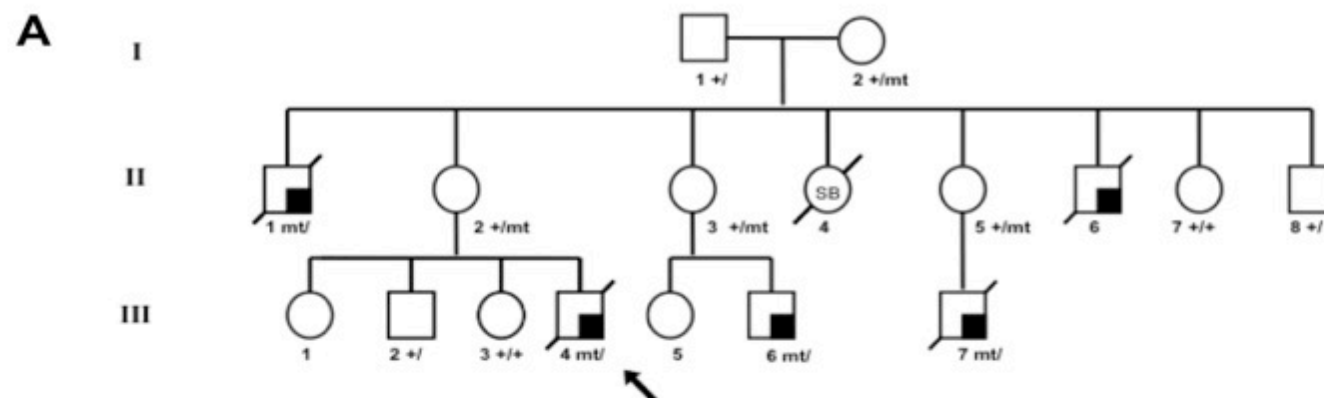 A
I
1 +/ 2 +/mt
II
SB
1 mt/ 2 +/mt 3 +/mt 4 5 +/mt 6 7 +/+ 8 +/
III
1 2 +/ 3 +/+ 4 mt/ 5 6 mt/ 7 mt/